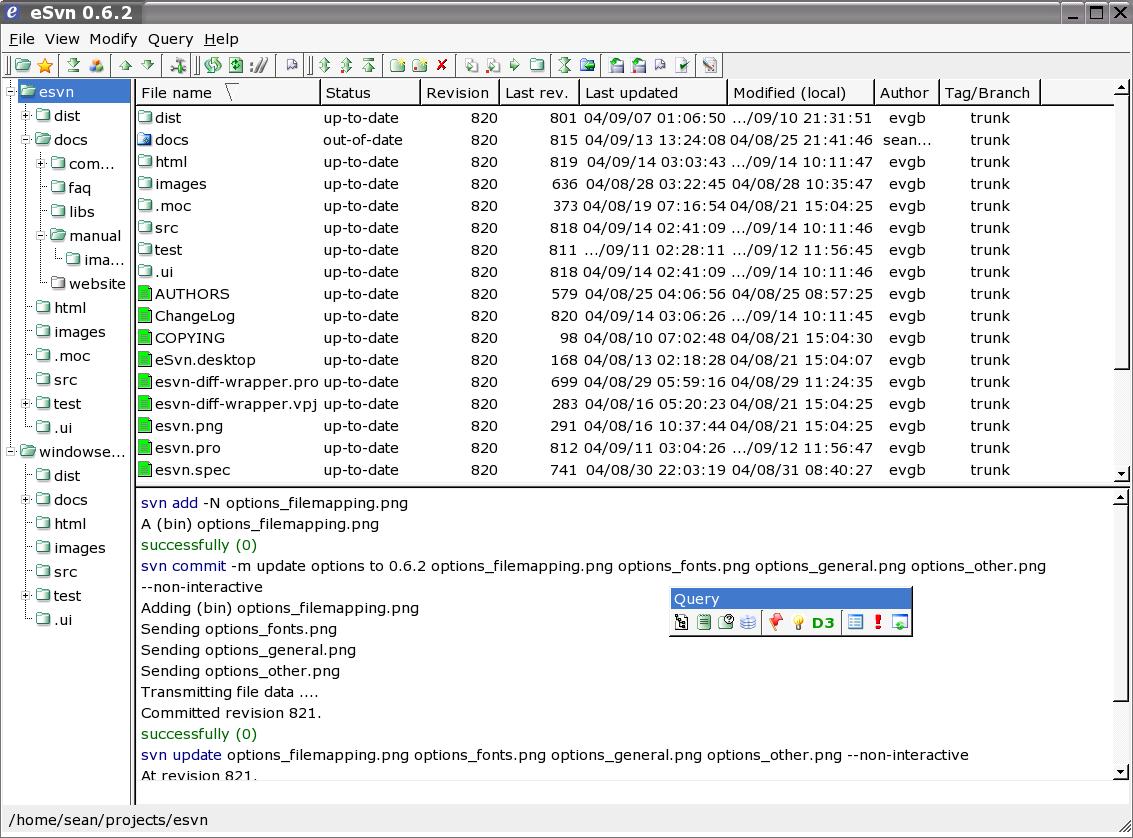 eSvn 0.6.2
File View Modify Query Help
esvn
dist
docs
com...
faq
libs
manual
ima...
website
html
images
.moc
src
test
.ui
windowse...
dist
docs
html
images
src
test
.ui
File name Status Revision Last rev. Last updated Modified (local) Author Tag/Branch
dist up-to-date 820 801 04/09/07 01:06:50 .../09/10 21:31:51 evgb trunk
docs out-of-date 820 815 04/09/13 13:24:08 04/08/25 21:41:46 sean... trunk
html up-to-date 820 819 04/09/14 03:03:43 .../09/14 10:11:47 evgb trunk
images up-to-date 820 636 04/08/28 03:22:45 04/08/28 10:35:47 evgb trunk
.moc up-to-date 820 373 04/08/19 07:16:54 04/08/21 15:04:25 evgb trunk
src up-to-date 820 818 04/09/14 02:41:09 .../09/14 10:11:46 evgb trunk
test up-to-date 820 811 .../09/11 02:28:11 .../09/12 11:56:45 evgb trunk
.ui up-to-date 820 818 04/09/14 02:41:09 .../09/14 10:11:46 evgb trunk
AUTHORS up-to-date 820 579 04/08/25 04:06:56 04/08/25 08:57:25 evgb trunk
ChangeLog up-to-date 820 820 04/09/14 03:06:26 .../09/14 10:11:45 evgb trunk
COPYING up-to-date 820 98 04/08/10 07:02:48 04/08/21 15:04:30 evgb trunk
eSvn.desktop up-to-date 820 168 04/08/13 02:18:28 04/08/21 15:04:07 evgb trunk
esvn-diff-wrapper.pro up-to-date 820 699 04/08/29 05:59:16 04/08/29 11:24:35 evgb trunk
esvn-diff-wrapper.vpj up-to-date 820 283 04/08/16 05:20:23 04/08/21 15:04:25 evgb trunk
esvn.png up-to-date 820 291 04/08/16 10:37:44 04/08/21 15:04:25 evgb trunk
esvn.pro up-to-date 820 812 04/09/11 03:04:26 .../09/12 11:56:47 evgb trunk
esvn.spec up-to-date 820 741 04/08/30 22:03:19 04/08/31 08:40:27 evgb trunk
svn add -N options_filemapping.png
A (bin) options_filemapping.png
successfully (0)
svn commit -m update options to 0.6.2 options_filemapping.png options_fonts.png options_general.png options_other.png
--non-interactive
Adding (bin) options_filemapping.png
Sending options_fonts.png
Sending options_general.png
Sending options_other.png
Transmitting file data ....
Committed revision 821.
successfully (0)
svn update options_filemapping.png options_fonts.png options_general.png options_other.png --non-interactive
At revision 821.
Query
D3
/home/sean/projects/esvn